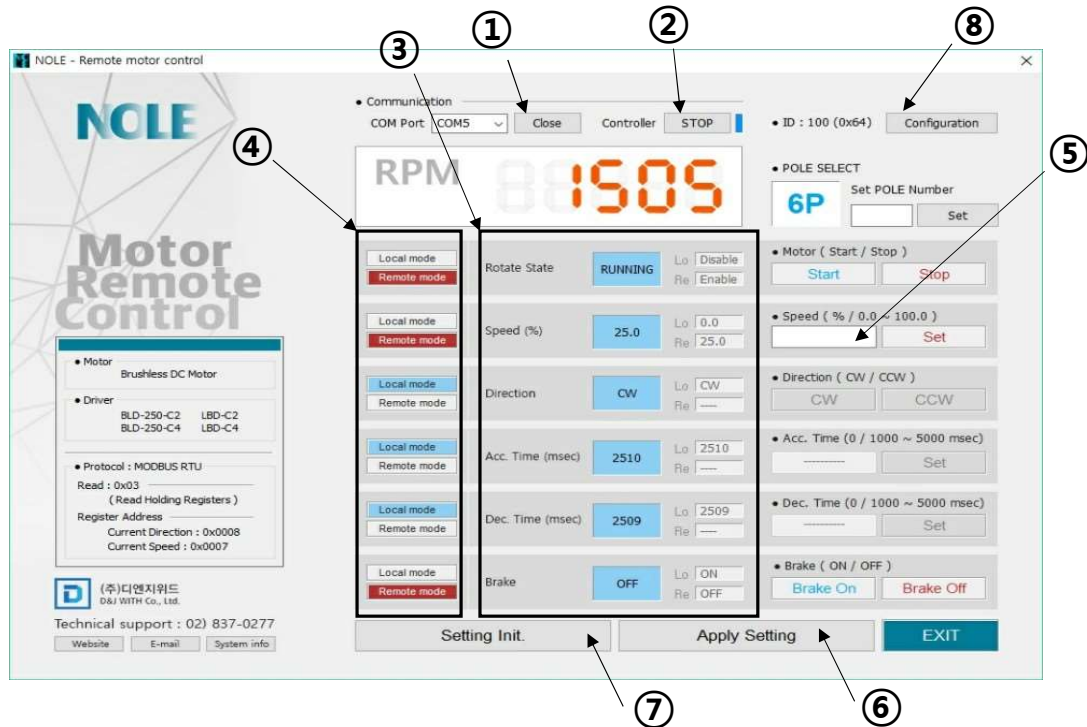 ① ② ③ ⑧
NOLE - Remote motor control
NOLE
Motor
Remote
Control
• Motor
Brushless DC Motor
• Driver
BLD-250-C2 LBD-C2
BLD-250-C4 LBD-C4
• Protocol : MODBUS RTU
Read : 0x03
( Read Holding Registers )
Register Address
Current Direction : 0x0008
Current Speed : 0x0007
(주)디엔지위드
D&J WITH Co., Ltd.
Technical support : 02) 837-0277
Website E-mail System info
• Communication
COM Port COM5 Close Controller STOP
• ID : 100 (0x64) Configuration
④ ⑤
RPM 1505
• POLE SELECT
6P Set POLE Number
Set
Local mode
Remote mode
Rotate State RUNNING Lo Disable
Re Enable
• Motor ( Start / Stop )
Start Stop
Local mode
Remote mode
Speed (%) 25.0 Lo 0.0
Re 25.0
• Speed ( % / 0.0 ~ 100.0 )
Set
Local mode
Remote mode
Direction CW Lo CW
Re ----
• Direction ( CW / CCW )
CW CCW
Local mode
Remote mode
Acc. Time (msec) 2510 Lo 2510
Re ----
• Acc. Time (0 / 1000 ~ 5000 msec)
---------- Set
Local mode
Remote mode
Dec. Time (msec) 2509 Lo 2509
Re ----
• Dec. Time (0 / 1000 ~ 5000 msec)
---------- Set
Local mode
Remote mode
Brake OFF Lo ON
Re OFF
• Brake ( ON / OFF )
Brake On Brake Off
Setting Init. Apply Setting EXIT
⑦ ⑥